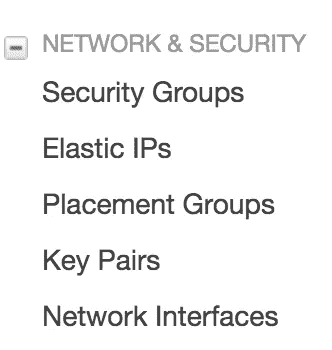 NETWORK & SECURITY
Security Groups
Elastic IPs
Placement Groups
Key Pairs
Network Interfaces